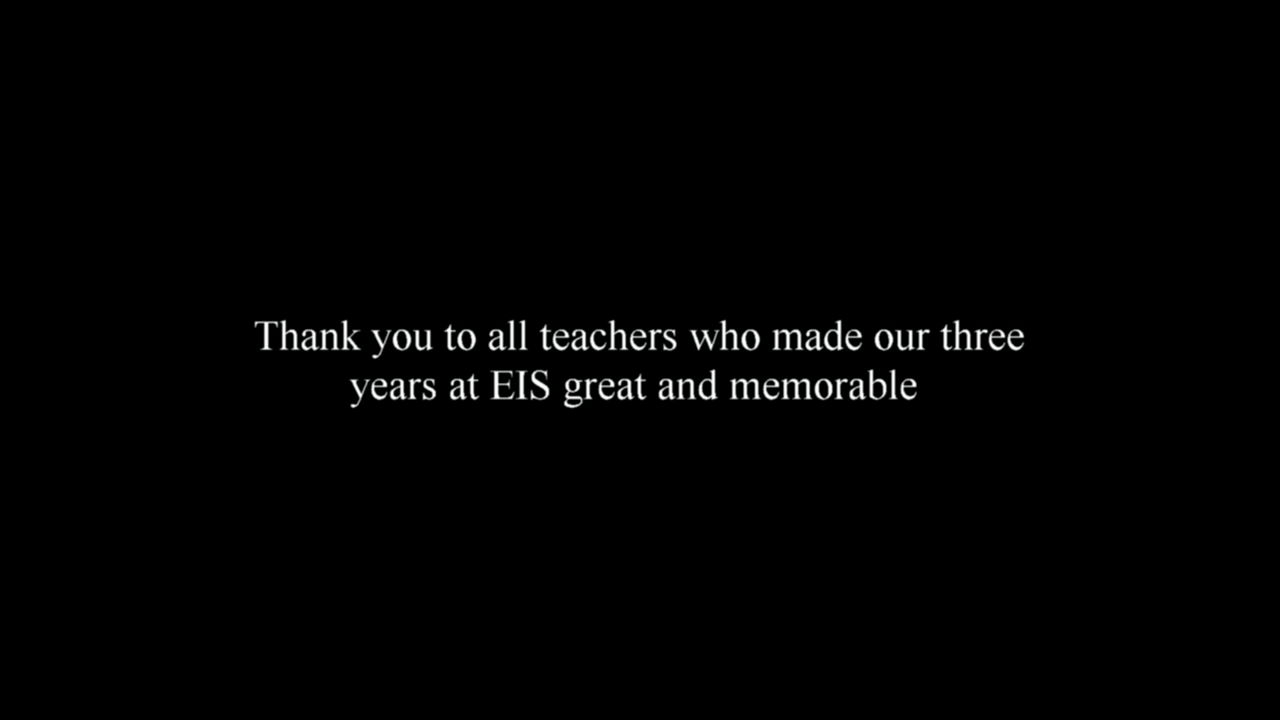 Thank you to all teachers who made our three
years at EIS great and memorable